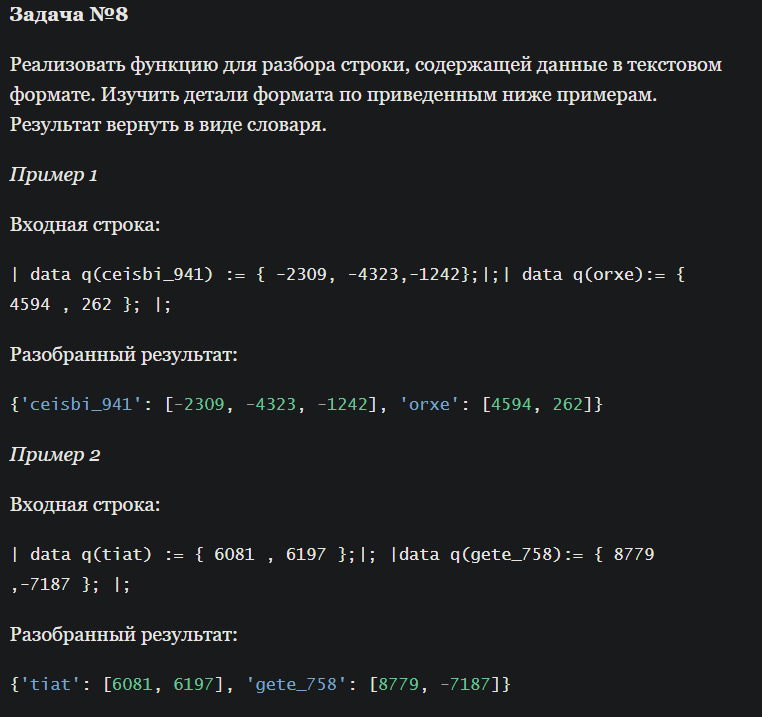 Задача №8
Реализовать функцию для разбора строки, содержащей данные в текстовом
формате. Изучить детали формата по приведенным ниже примерам.
Результат вернуть в виде словаря.
Пример 1
Входная строка:
| data q(ceisbi_941) := { -2309, -4323,-1242};|;| data q(orxe):= {
4594 , 262 }; |;
Разобранный результат:
{'ceisbi_941': [-2309, -4323, -1242], 'orxe': [4594, 262]}
Пример 2
Входная строка:
| data q(tiat) := { 6081 , 6197 };|; |data q(gete_758):= { 8779
,-7187 }; |;
Разобранный результат:
{'tiat': [6081, 6197], 'gete_758': [8779, -7187]}